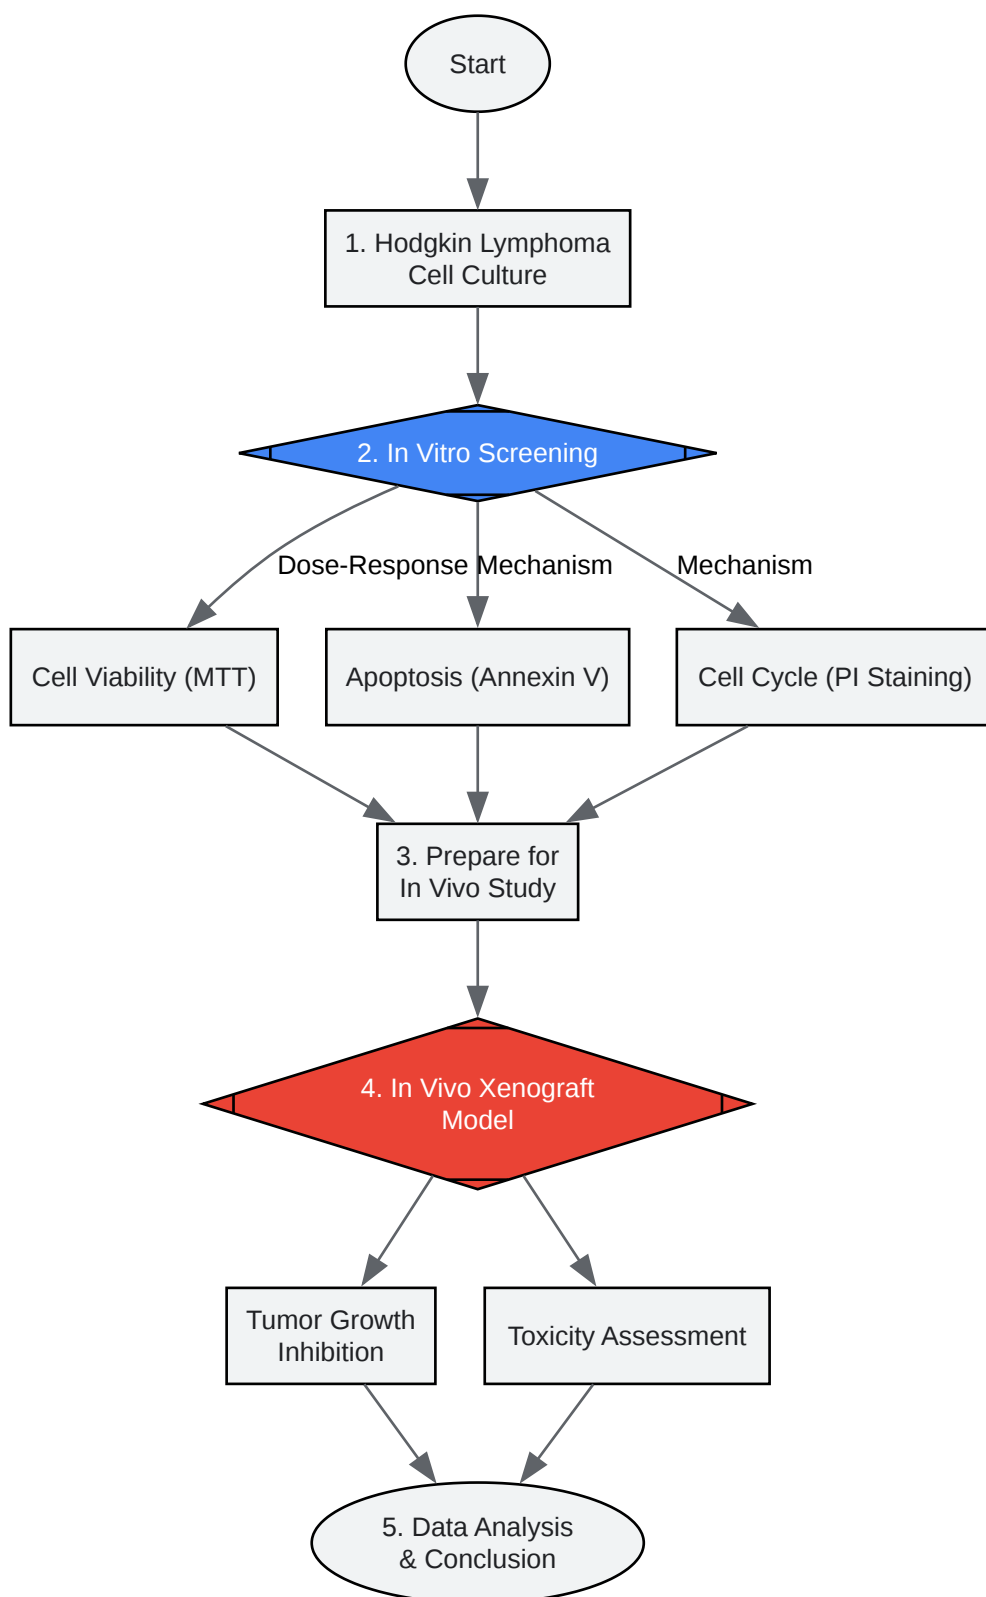 Start
1. Hodgkin Lymphoma
Cell Culture
2. In Vitro Screening
Dose-Response
Mechanism
Mechanism
Cell Viability (MTT)
Apoptosis (Annexin V)
Cell Cycle (PI Staining)
3. Prepare for
In Vivo Study
4. In Vivo Xenograft
Model
Tumor Growth
Inhibition
Toxicity Assessment
5. Data Analysis
& Conclusion